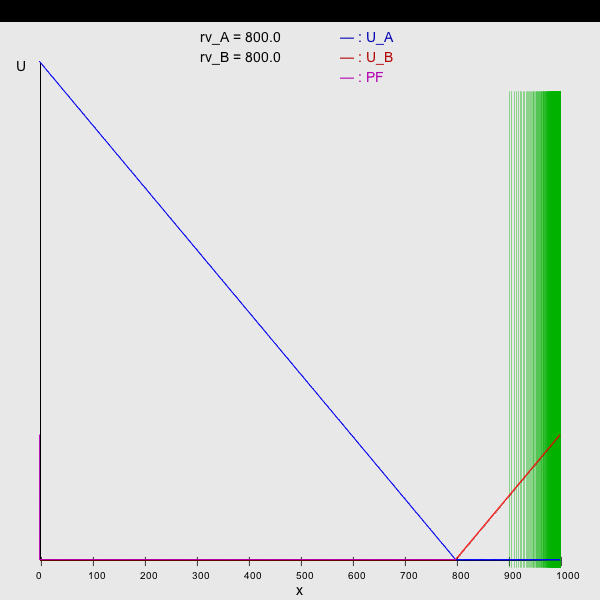 rv_A = 800.0 — : U_A
rv_B = 800.0 — : U_B
— : PF
U
0 100 200 300 400 500 600 700 800 900 1000
x